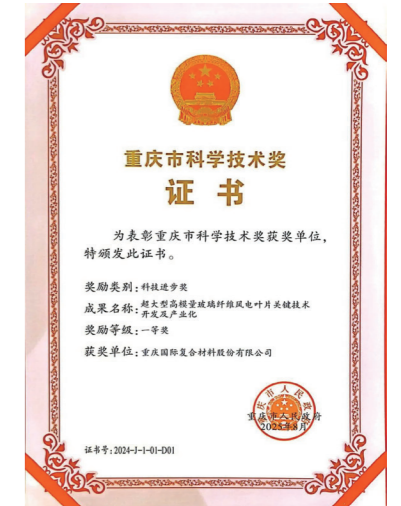 重庆市科学技术奖
证书
为表彰重庆市科学技术奖获奖单位，
特颁发此证书。
奖励类别：科技进步奖
成果名称：超大型高模量玻璃纤维风电叶片关键技术
开发及产业化
奖励等级：一等奖
获奖单位：重庆国际复合材料股份有限公司
重庆市人民政府
2025年8月
证书号：2024-J-1-01-D01